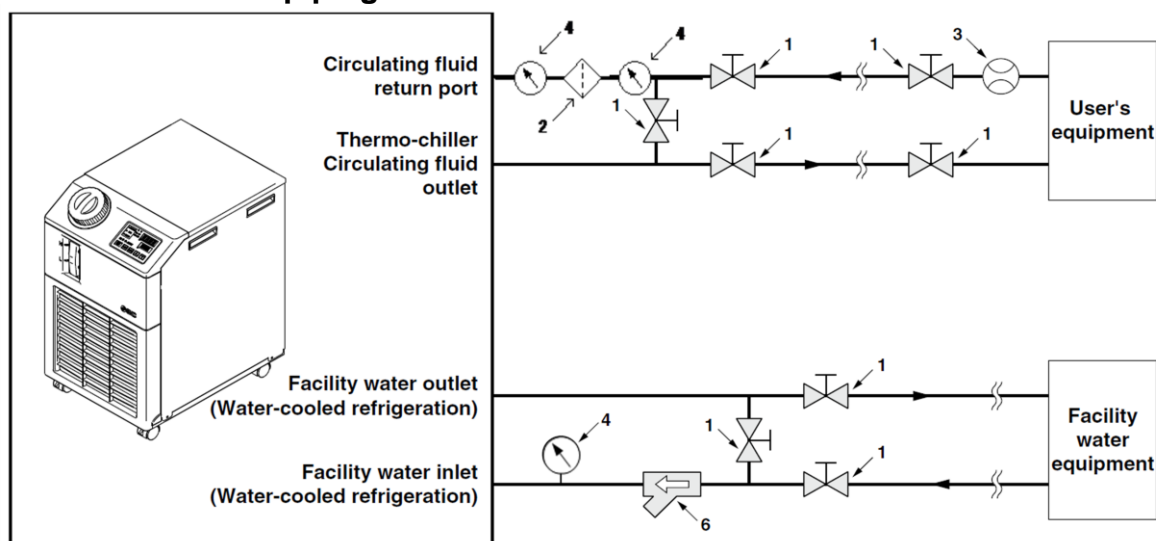 4
4
1
1
3
Circulating fluid
return port
2
1
User's
equipment
Thermo-chiller
Circulating fluid
outlet
1
1
Facility water outlet
(Water-cooled refrigeration)
1
4
1
Facility
water
equipment
Facility water inlet
(Water-cooled refrigeration)
1
6